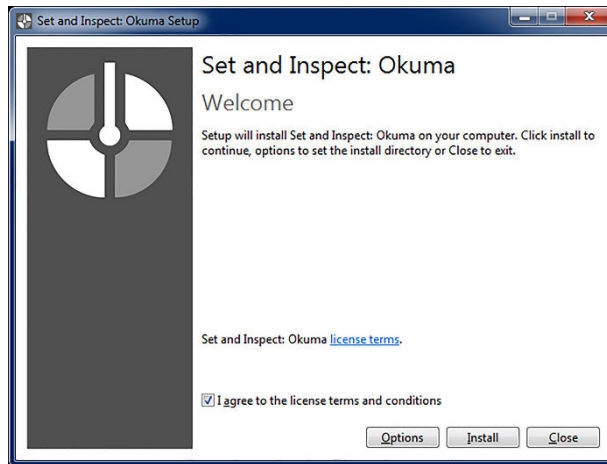 Set and Inspect: Okuma Setup
Set and Inspect: Okuma
Welcome
Setup will install Set and Inspect: Okuma on your computer. Click install to
continue, options to set the install directory or Close to exit.
Set and Inspect: Okuma license terms.
I agree to the license terms and conditions
Options Install Close